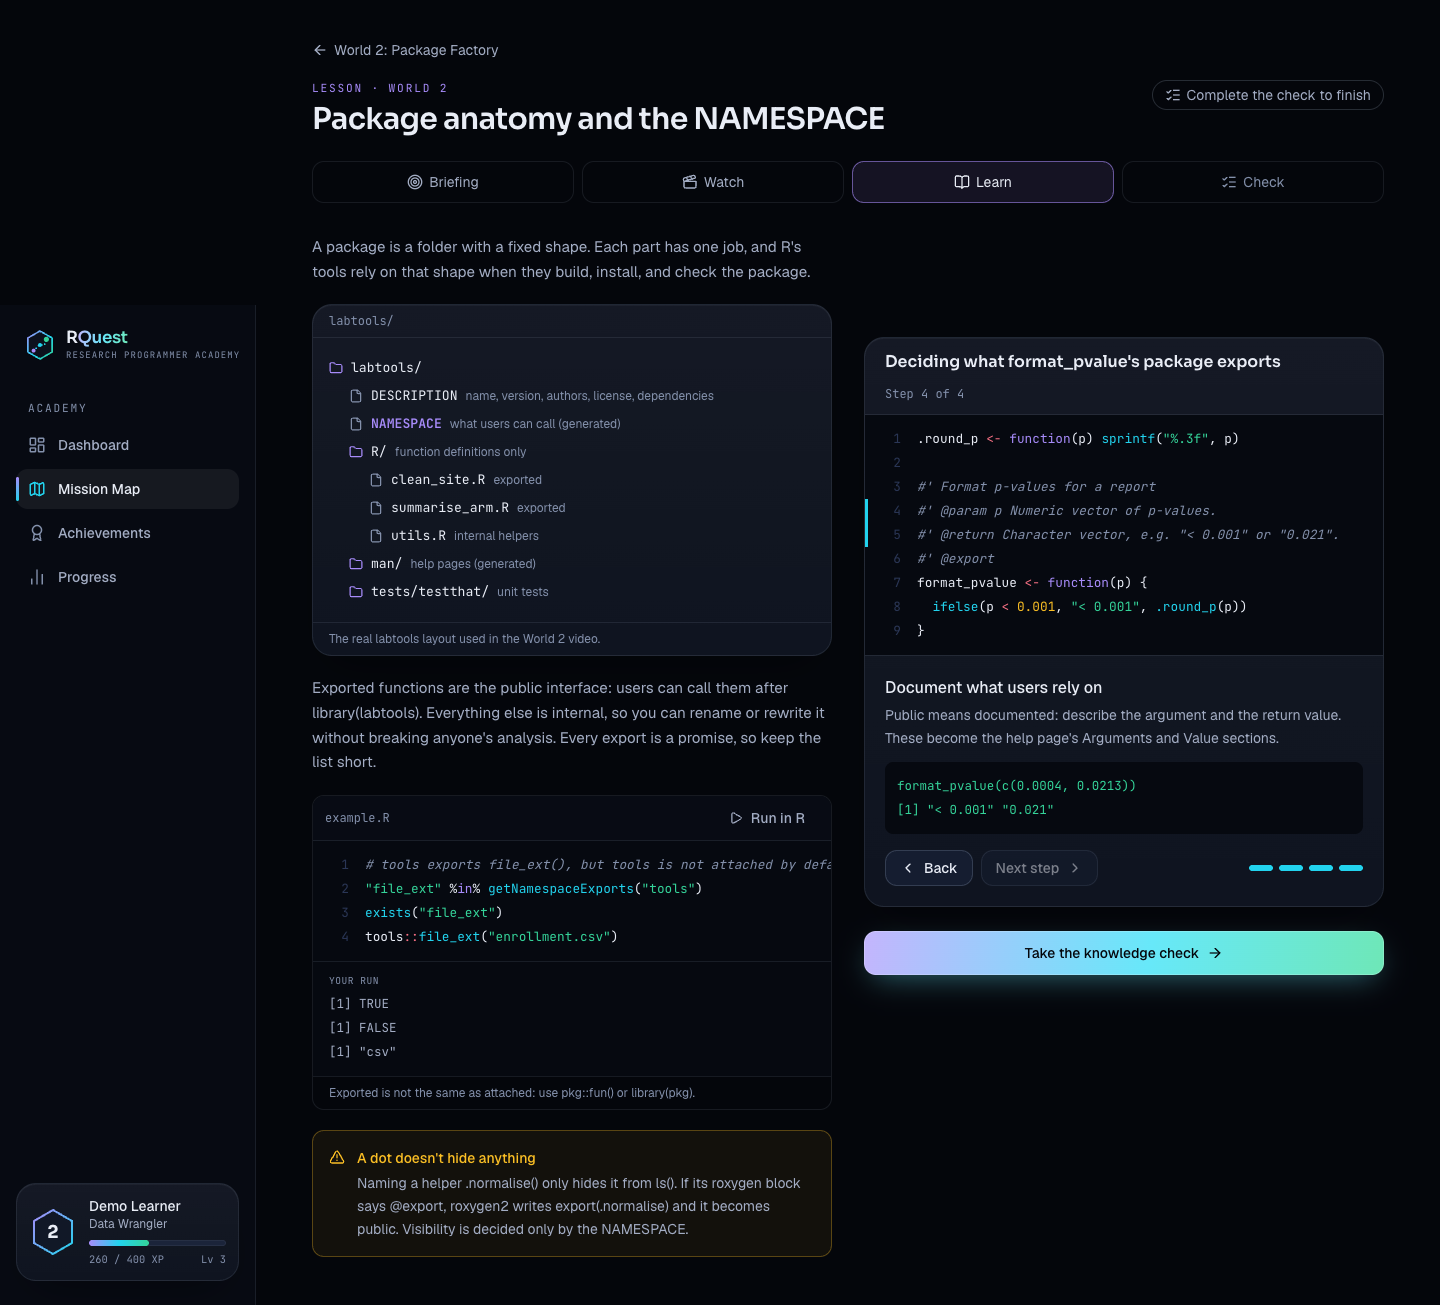 World 2: Package Factory
LESSON · WORLD 2
Package anatomy and the NAMESPACE
Complete the check to finish
Briefing
Watch
Learn
Check
RQuest
RESEARCH PROGRAMMER ACADEMY
ACADEMY
Dashboard
Mission Map
Achievements
Progress
2
Demo Learner
Data Wrangler
260 / 400 XP Lv 3
A package is a folder with a fixed shape. Each part has one job, and R's
tools rely on that shape when they build, install, and check the package.
labtools/
labtools/
DESCRIPTION name, version, authors, license, dependencies
NAMESPACE what users can call (generated)
R/ function definitions only
clean_site.R exported
summarise_arm.R exported
utils.R internal helpers
man/ help pages (generated)
tests/testthat/ unit tests
The real labtools layout used in the World 2 video.
Exported functions are the public interface: users can call them after
library(labtools). Everything else is internal, so you can rename or rewrite it
without breaking anyone's analysis. Every export is a promise, so keep the
list short.
example.R
Run in R
1 # tools exports file_ext(), but tools is not attached by defa
2 "file_ext" %in% getNamespaceExports("tools")
3 exists("file_ext")
4 tools::file_ext("enrollment.csv")
YOUR RUN
[1] TRUE
[1] FALSE
[1] "csv"
Exported is not the same as attached: use pkg::fun() or library(pkg).
A dot doesn't hide anything
Naming a helper .normalise() only hides it from ls(). If its roxygen block
says @export, roxygen2 writes export(.normalise) and it becomes
public. Visibility is decided only by the NAMESPACE.
Deciding what format_pvalue's package exports
Step 4 of 4
1 .round_p <- function(p) sprintf("%.3f", p)
2
3 #' Format p-values for a report
4 #' @param p Numeric vector of p-values.
5 #' @return Character vector, e.g. "< 0.001" or "0.021".
6 #' @export
7 format_pvalue <- function(p) {
8 ifelse(p < 0.001, "< 0.001", .round_p(p))
9 }
Document what users rely on
Public means documented: describe the argument and the return value.
These become the help page's Arguments and Value sections.
format_pvalue(c(0.0004, 0.0213))
[1] "< 0.001" "0.021"
Back
Next step
Take the knowledge check